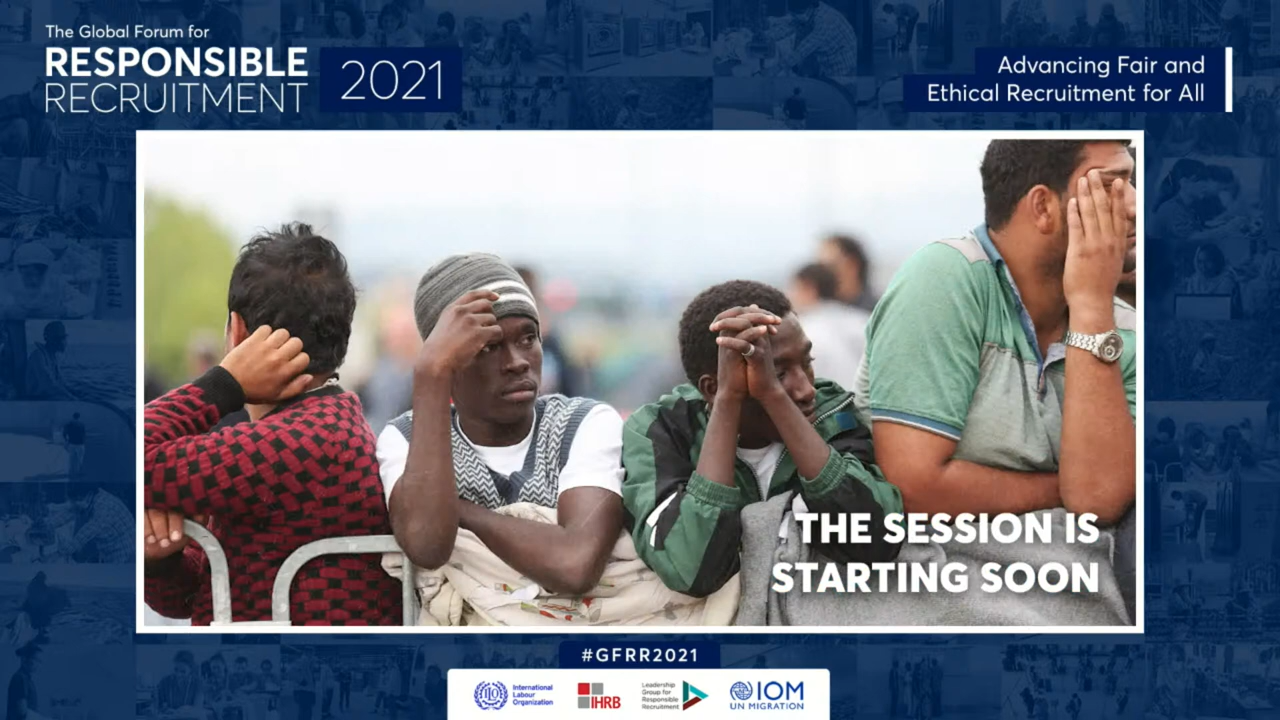 The Global Forum for
RESPONSIBLE
RECRUITMENT
2021
Advancing Fair and
Ethical Recruitment for All
THE SESSION IS
STARTING SOON
#GFRR2021
International
Labour
Organization
IHRB
Leadership
Group for
Responsible
Recruitment
IOM
UN MIGRATION